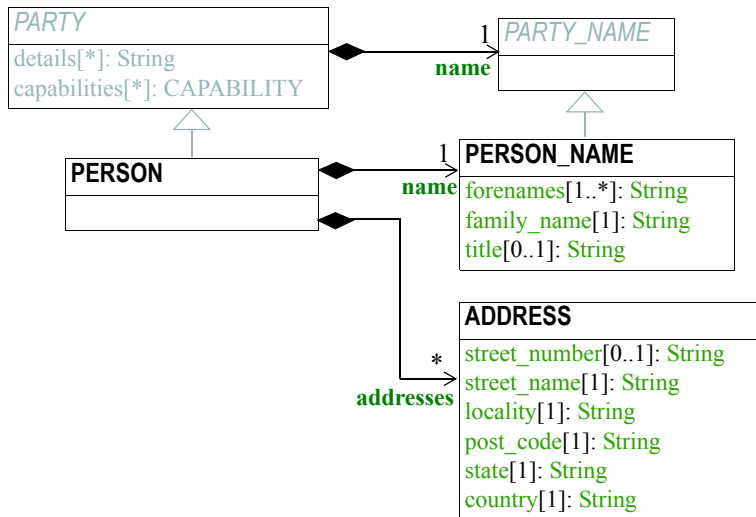 PARTY
details[*]: String
capabilities[*]: CAPABILITY
1
name
PARTY_NAME
PERSON
1
name
PERSON_NAME
forenames[1..*]: String
family_name[1]: String
title[0..1]: String
*
addresses
ADDRESS
street_number[0..1]: String
street_name[1]: String
locality[1]: String
post_code[1]: String
state[1]: String
country[1]: String